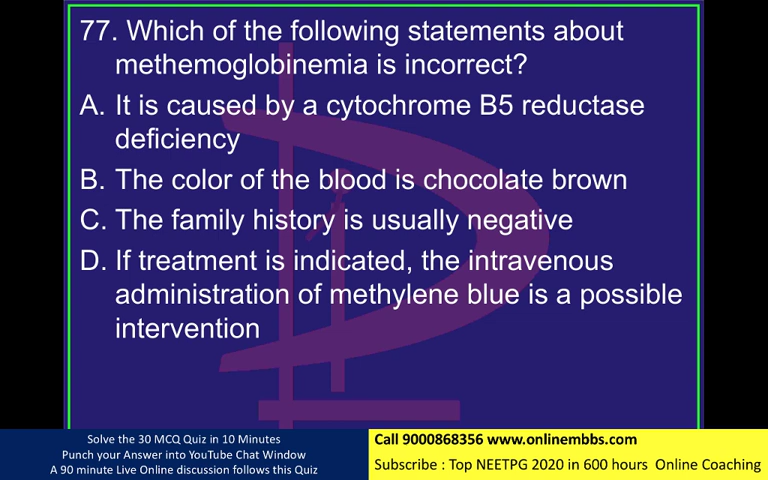 77. Which of the following statements about
methemoglobinemia is incorrect?
A. It is caused by a cytochrome B5 reductase
deficiency
B. The color of the blood is chocolate brown
C. The family history is usually negative
D. If treatment is indicated, the intravenous
administration of methylene blue is a possible
intervention
Solve the 30 MCQ Quiz in 10 Minutes
Punch your Answer into YouTube Chat Window
A 90 minute Live Online discussion follows this Quiz
Call 9000868356 www.onlinembbs.com
Subscribe : Top NEETPG 2020 in 600 hours Online Coaching